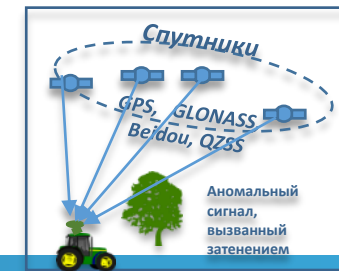 Спутники
GPS, GLONASS
Beidou, QZSS
Аномальный
сигнал,
вызванный
затенением